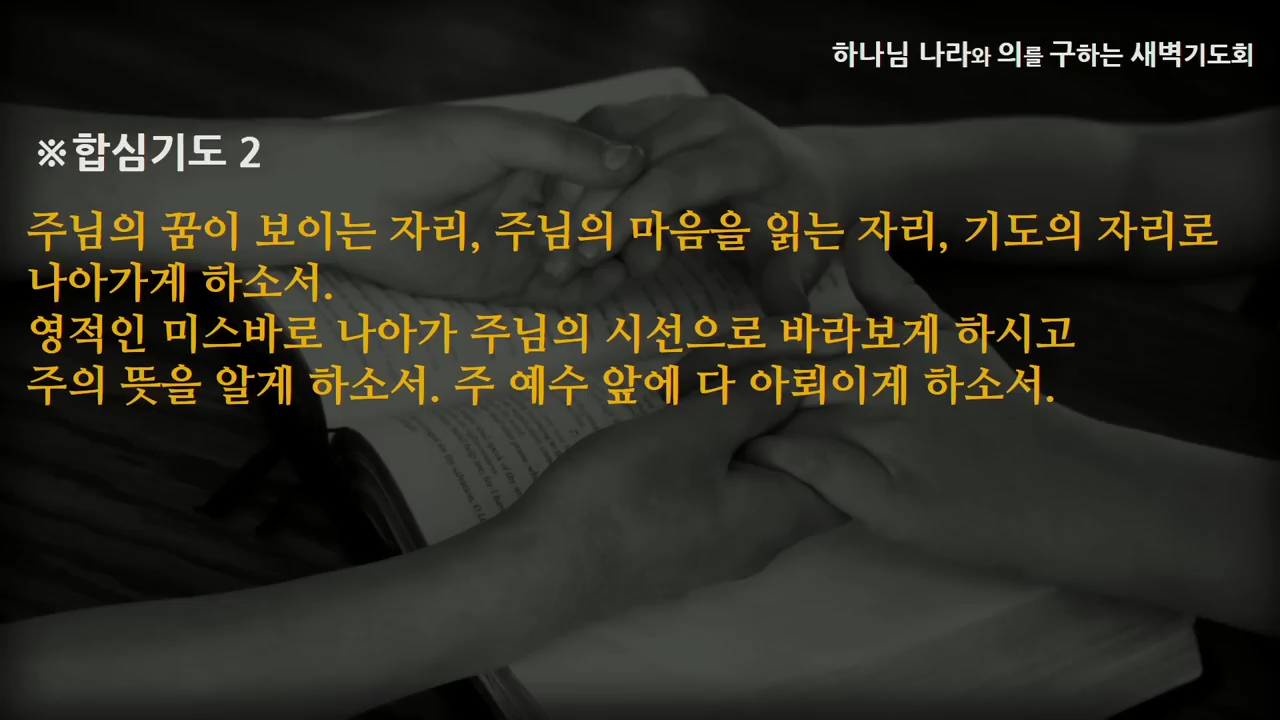 하나님 나라와 의를 구하는 새벽기도회
※합심기도 2
주님의 꿈이 보이는 자리, 주님의 마음을 읽는 자리, 기도의 자리로
나아가게 하소서.
영적인 미스바로 나아가 주님의 시선으로 바라보게 하시고
주의 뜻을 알게 하소서. 주 예수 앞에 다 아뢰이게 하소서.